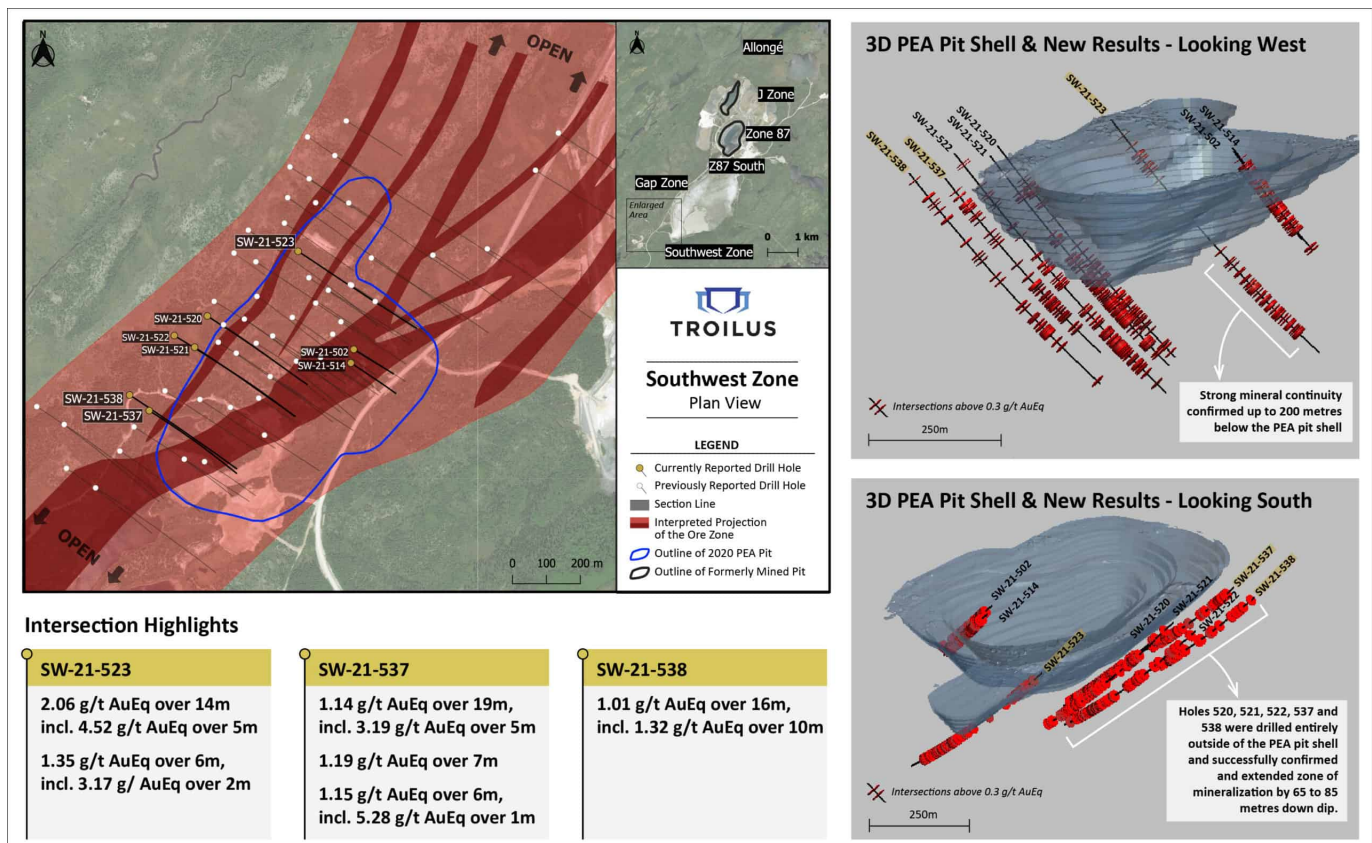 N
OPEN
SW-21-523
SW-21-520
SW-21-522
SW-21-521
SW-21-502
SW-21-514
SW-21-538
SW-21-537
OPEN
0 100 200 m
N
Allongé
J Zone
Zone 87
Z87 South
Gap Zone
Enlarged
Area
0 1 km
Southwest Zone
TROILUS
Southwest Zone
Plan View
LEGEND
Currently Reported Drill Hole
Previously Reported Drill Hole
Section Line
Interpreted Projection
of the Ore Zone
Outline of 2020 PEA Pit
Outline of Formerly Mined Pit
Intersection Highlights
SW-21-523
2.06 g/t AuEq over 14m
incl. 4.52 g/t AuEq over 5m
1.35 g/t AuEq over 6m,
incl. 3.17 g/ AuEq over 2m
SW-21-537
1.14 g/t AuEq over 19m,
incl. 3.19 g/t AuEq over 5m
1.19 g/t AuEq over 7m
1.15 g/t AuEq over 6m,
incl. 5.28 g/t AuEq over 1m
SW-21-538
1.01 g/t AuEq over 16m,
incl. 1.32 g/t AuEq over 10m
3D PEA Pit Shell & New Results - Looking West
SW-21-523
SW-21-520
SW-21-521
SW-21-522
SW-21-537
SW-21-538
SW-21-514
SW-21-502
Intersections above 0.3 g/t AuEq
250m
Strong mineral continuity
confirmed up to 200 metres
below the PEA pit shell
3D PEA Pit Shell & New Results - Looking South
SW-21-502
SW-21-514
SW-21-523
SW-21-520
SW-21-521
SW-21-522
SW-21-537
SW-21-538
Intersections above 0.3 g/t AuEq
250m
Holes 520, 521, 522, 537 and
538 were drilled entirely
outside of the PEA pit shell
and successfully confirmed
and extended zone of
mineralization by 65 to 85
metres down dip.